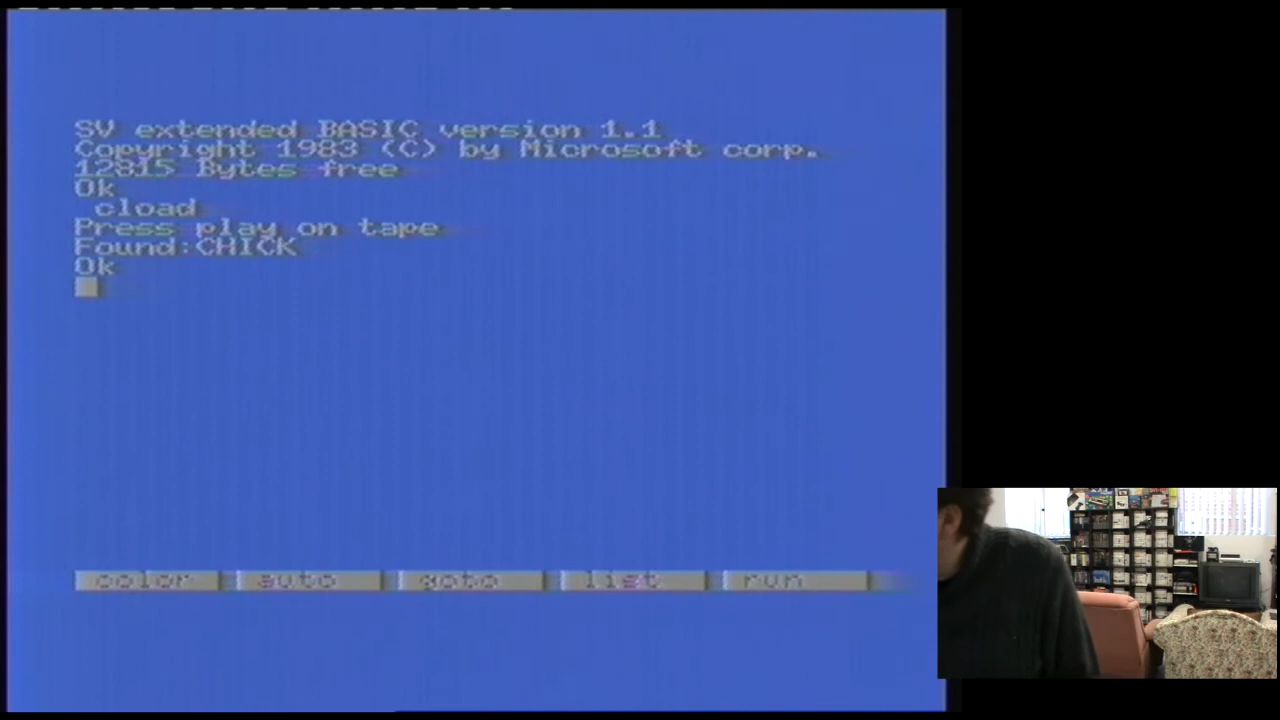 SV extended BASIC version 1.1
Copyright 1983 (C) by Microsoft corp.
12815 Bytes free
Ok
cload
Press play on tape
Found:CHICK
Ok
color auto goto list run